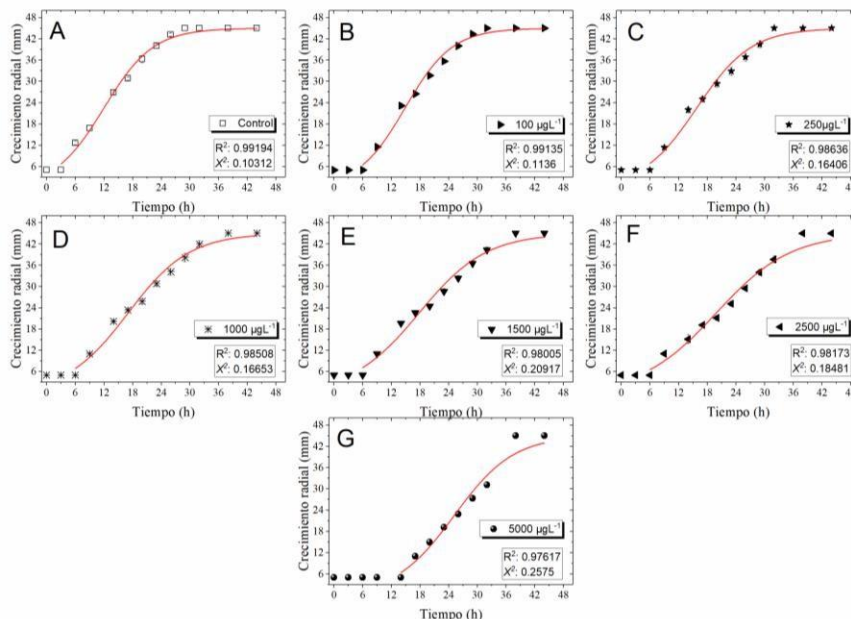 A
Crecimiento radial (mm)
48
42
36
30
24
18
12
6
Control
R²: 0.99194
X²: 0.10312
0 6 12 18 24 30 36 42 48
Tiempo (h)
B
Crecimiento radial (mm)
48
42
36
30
24
18
12
6
100 µgL⁻¹
R²: 0.99135
X²: 0.1136
0 6 12 18 24 30 36 42 48
Tiempo (h)
C
Crecimiento radial (mm)
48
42
36
30
24
18
12
6
250µgL⁻¹
R²: 0.98636
X²: 0.16406
0 6 12 18 24 30 36 42 48
Tiempo (h)
D
Crecimiento radial (mm)
48
42
36
30
24
18
12
6
1000 µgL⁻¹
R²: 0.98508
X²: 0.16653
0 6 12 18 24 30 36 42 48
Tiempo (h)
E
Crecimiento radial (mm)
48
42
36
30
24
18
12
6
1500 µgL⁻¹
R²: 0.98005
X²: 0.20917
0 6 12 18 24 30 36 42 48
Tiempo (h)
F
Crecimiento radial (mm)
48
42
36
30
24
18
12
6
2500 µgL⁻¹
R²: 0.98173
X²: 0.18481
0 6 12 18 24 30 36 42 48
Tiempo (h)
G
Crecimiento radial (mm)
48
42
36
30
24
18
12
6
5000 µgL⁻¹
R²: 0.97617
X²: 0.2575
0 6 12 18 24 30 36 42 48
Tiempo (h)